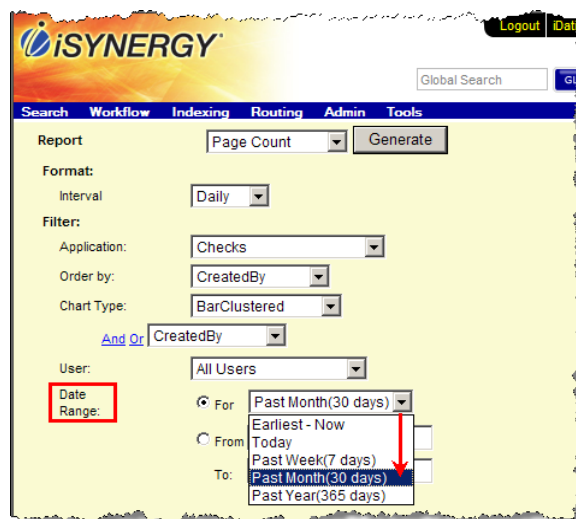 Logout iDati
iSYNERGY
Global Search
Search Workflow Indexing Routing Admin Tools
Report Page Count Generate
Format:
Interval Daily
Filter:
Application: Checks
Order by: CreatedBy
Chart Type: BarClustered
And Or CreatedBy
User: All Users
Date Range:
For Past Month(30 days)
Earliest - Now
From Today
Past Week(7 days)
To: Past Month(30 days)
Past Year(365 days)